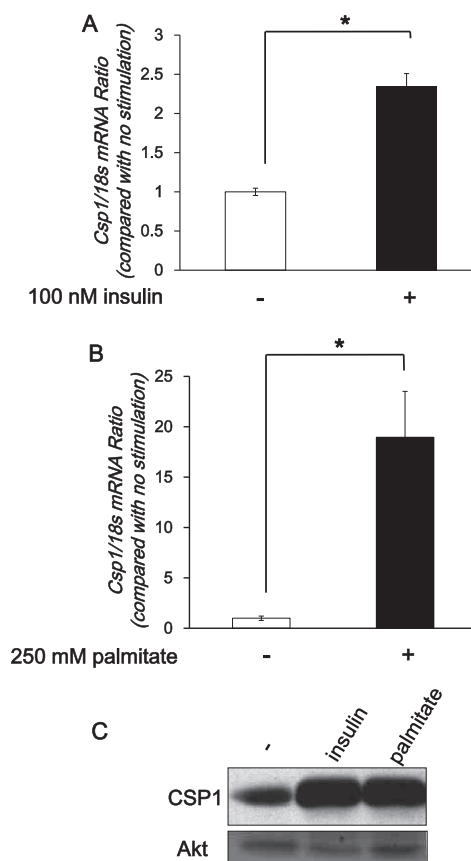 A
*
Csp1/18s mRNA Ratio
(compared with no stimulation)
3
2.5
2
1.5
1
0.5
0
100 nM insulin - +
B
*
Csp1/18s mRNA Ratio
(compared with no stimulation)
25
20
15
10
5
0
250 mM palmitate - +
C
- insulin palmitate
CSP1
Akt